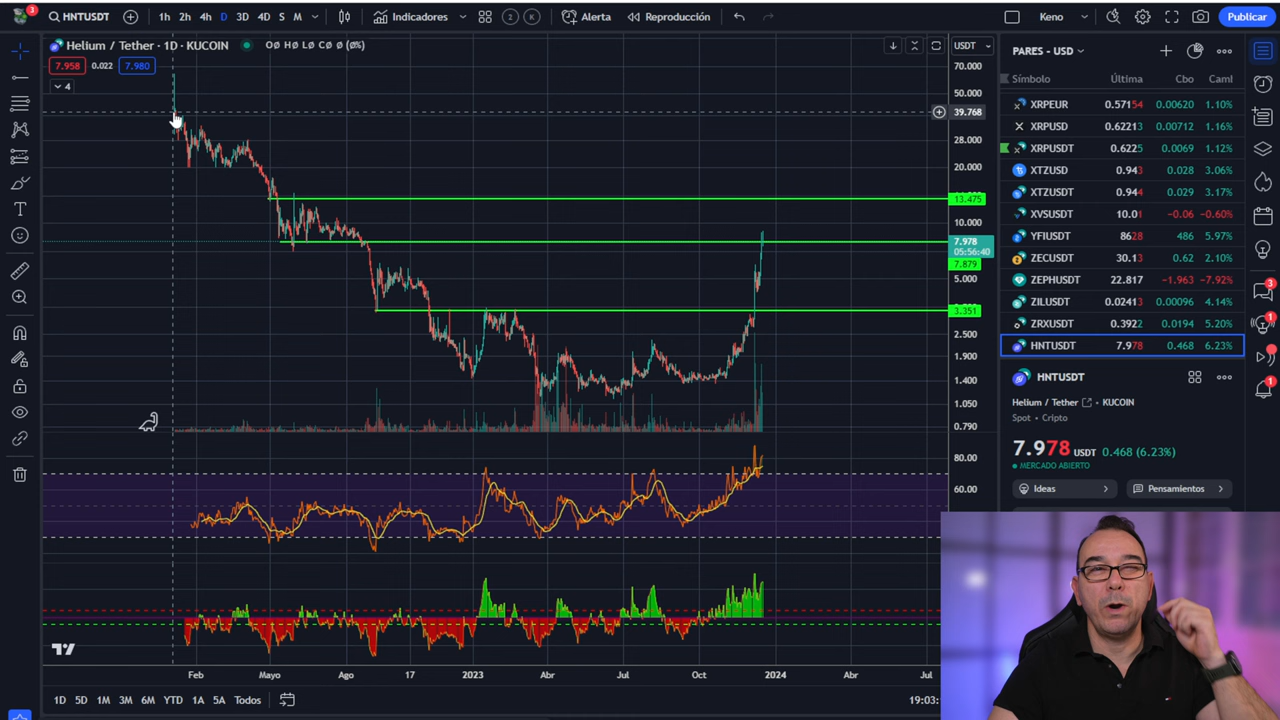 3
HNTUSDT
1h 2h 4h D 3D 4D S M
Indicadores
2 K
Alerta
Reproducción
Keno
Publicar
Helium / Tether · 1D · KUCOIN
O∅ H∅ L∅ C∅ ∅ (∅%)
7.958 0.022 7.980
4
USDT
70.000
50.000
39.768
28.000
20.000
13.475
10.000
7.978
05:56:40
7.879
5.000
3.351
2.500
1.900
1.400
1.050
0.790
80.00
60.00
Feb Mayo Ago 17 2023 Abr Jul Oct 2024 Abr Jul
1D 5D 1M 3M 6M YTD 1A 5A Todos
19:03:
PARES - USD
Símbolo Última Cbo Caml
XRPEUR 0.57154 0.00620 1.10%
XRPUSD 0.62213 0.00712 1.16%
XRPUSDT 0.6225 0.0069 1.12%
XTZUSD 0.943 0.028 3.06%
XTZUSDT 0.944 0.029 3.17%
XVSUSDT 10.01 -0.06 -0.60%
YFIUSDT 8628 486 5.97%
ZECUSDT 30.13 0.62 2.10%
ZEPHUSDT 22.817 -1.963 -7.92%
ZILUSDT 0.02413 0.00096 4.14%
ZRXUSDT 0.3922 0.0194 5.20%
HNTUSDT 7.978 0.468 6.23%
HNTUSDT
Helium / Tether · KUCOIN
Spot · Cripto
7.978 USDT 0.468 (6.23%)
MERCADO ABIERTO
Ideas
Pensamientos
3
1
1